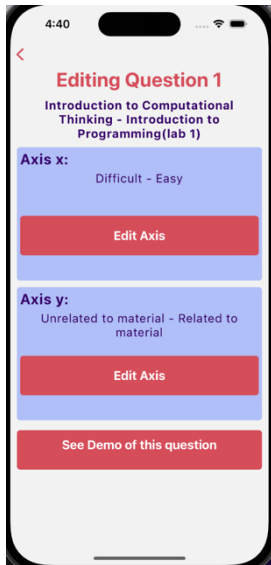 4:40
Editing Question 1
Introduction to Computational
Thinking - Introduction to
Programming(lab 1)
Axis x:
Difficult - Easy
Edit Axis
Axis y:
Unrelated to material - Related to
material
Edit Axis
See Demo of this question